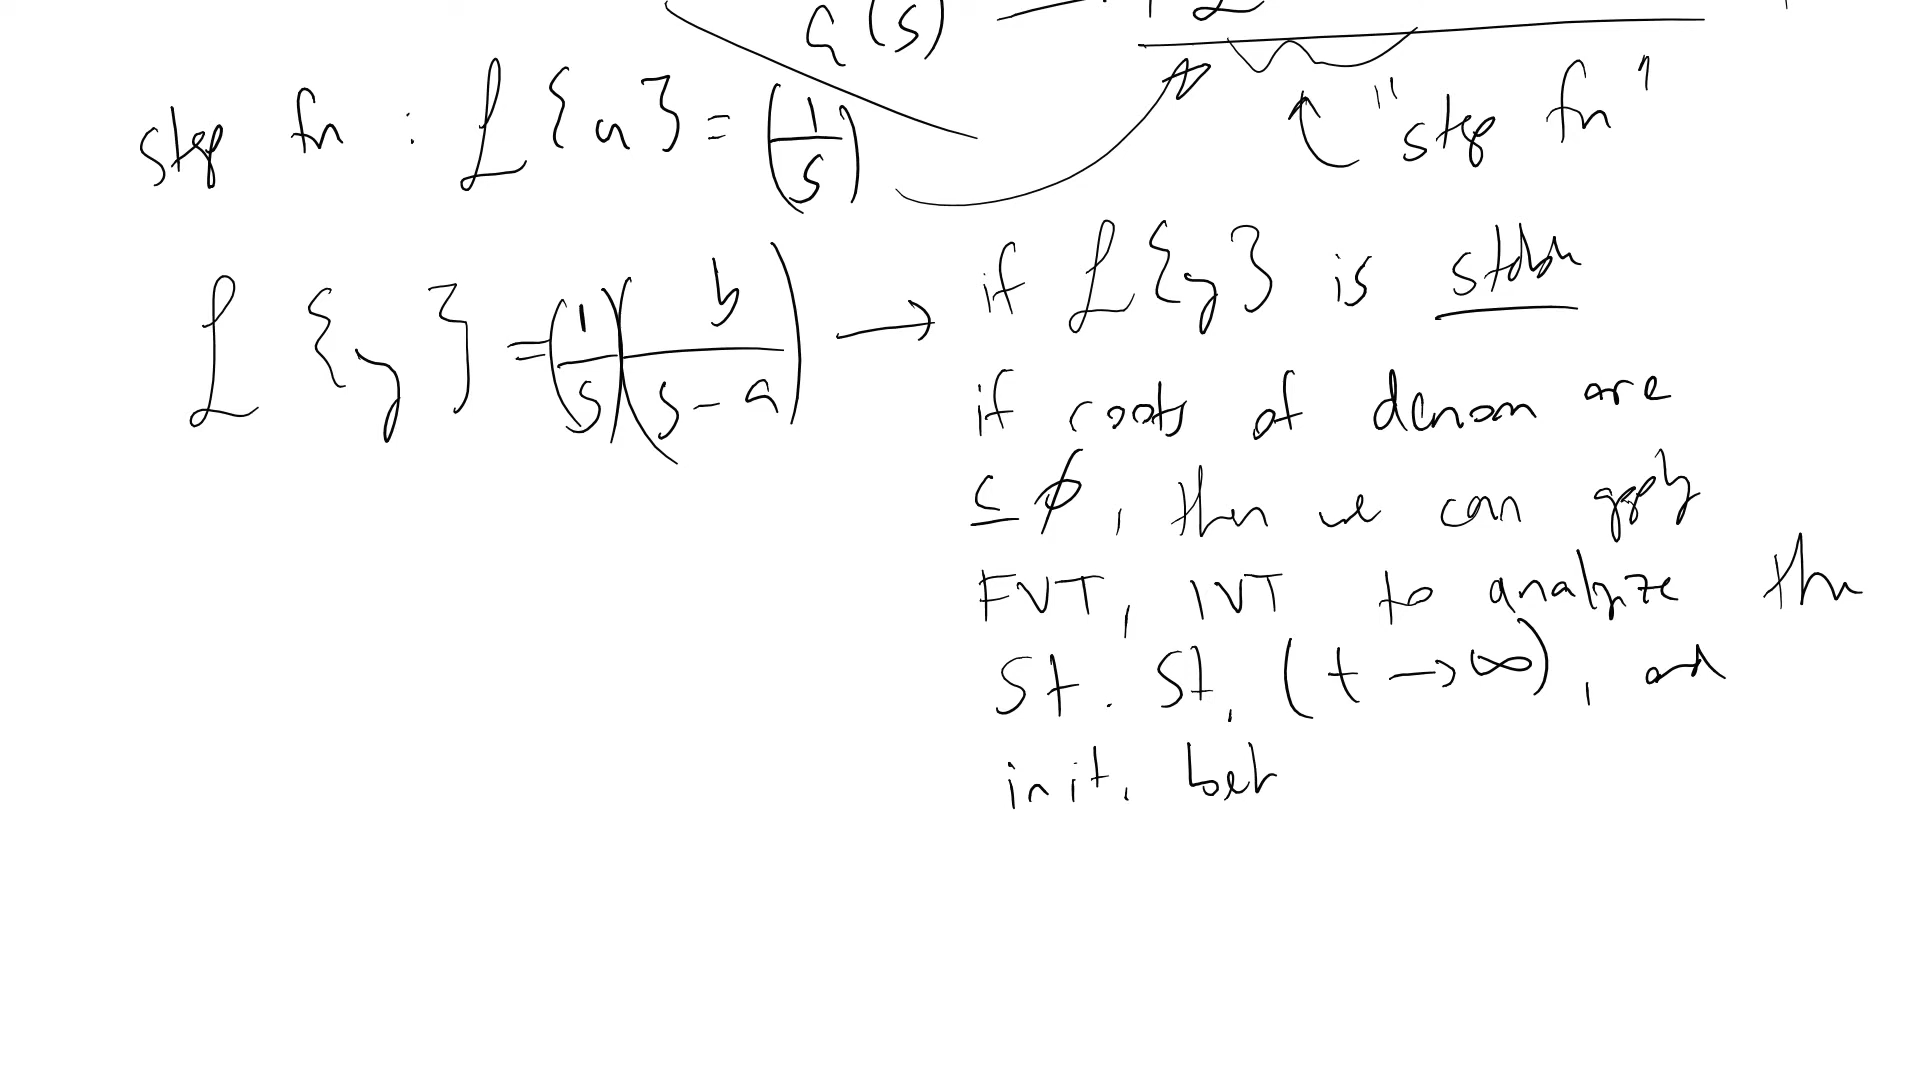 G(s)
step fn : ℒ{u} = (1/s)
"step fn"
ℒ{y} = (1/s)(b/(s-a)) →
if ℒ{y} is stable
if roots of denom are
≤ ∅, then we can apply
FVT, IVT to analyze the
St. St. (t → ∞), and
init. beh